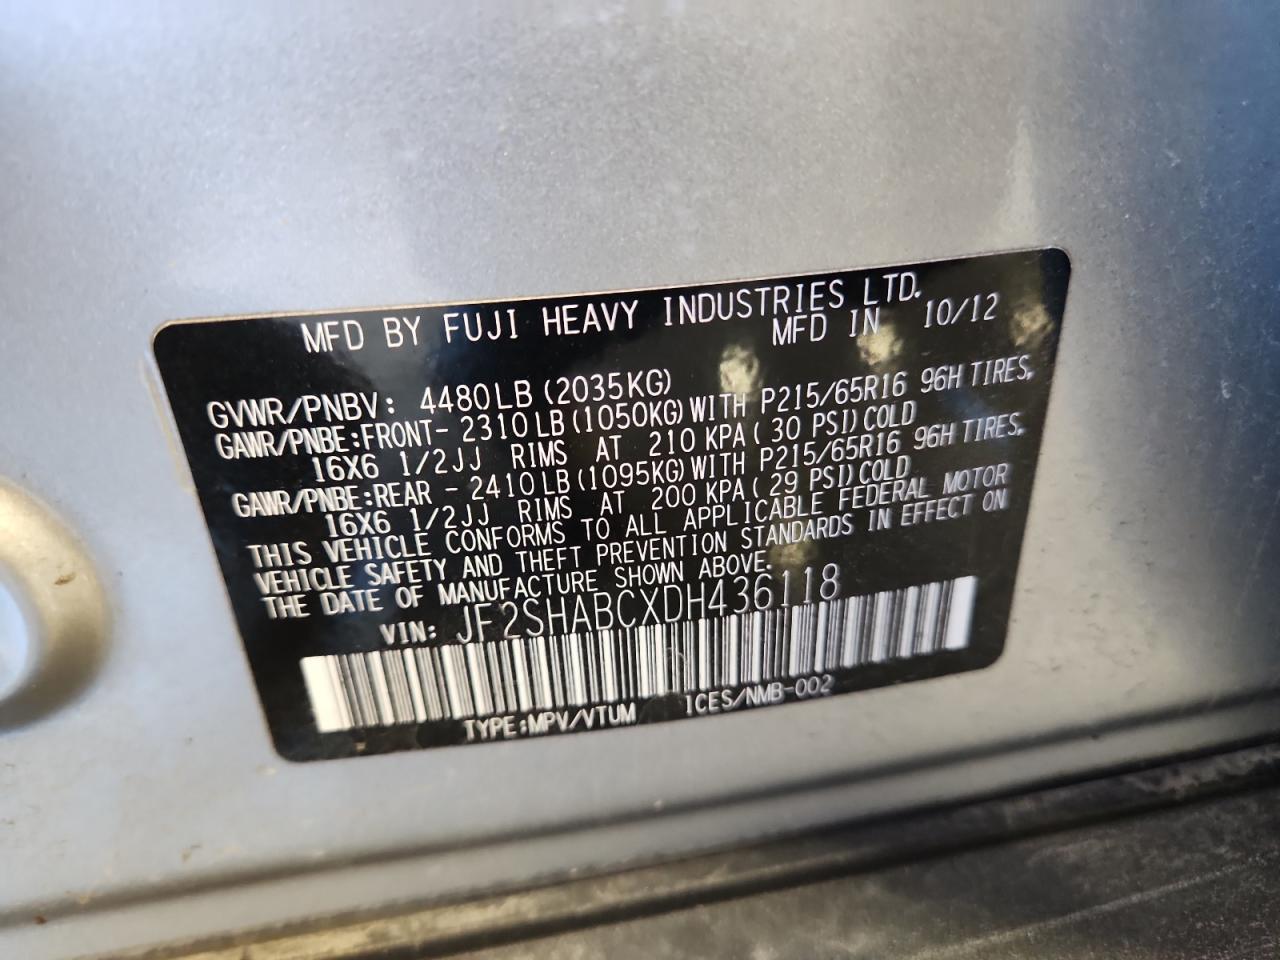 MFD BY FUJI HEAVY INDUSTRIES LTD.
MFD IN 10/12
GVWR/PNBV: 4480LB (2035KG)
GAWR/PNBE:FRONT- 2310LB (1050KG) WITH P215/65R16 96H TIRES,
16X6 1/2JJ RIMS AT 210 KPA ( 30 PSI) COLD
GAWR/PNBE:REAR - 2410LB (1095KG) WITH P215/65R16 96H TIRES,
16X6 1/2JJ RIMS AT 200 KPA ( 29 PSI) COLD
THIS VEHICLE CONFORMS TO ALL APPLICABLE FEDERAL MOTOR
VEHICLE SAFETY AND THEFT PREVENTION STANDARDS IN EFFECT ON
THE DATE OF MANUFACTURE SHOWN ABOVE.
VIN: JF2SHABCXDH436118
TYPE:MPV/VTUM ICES/NMB-002